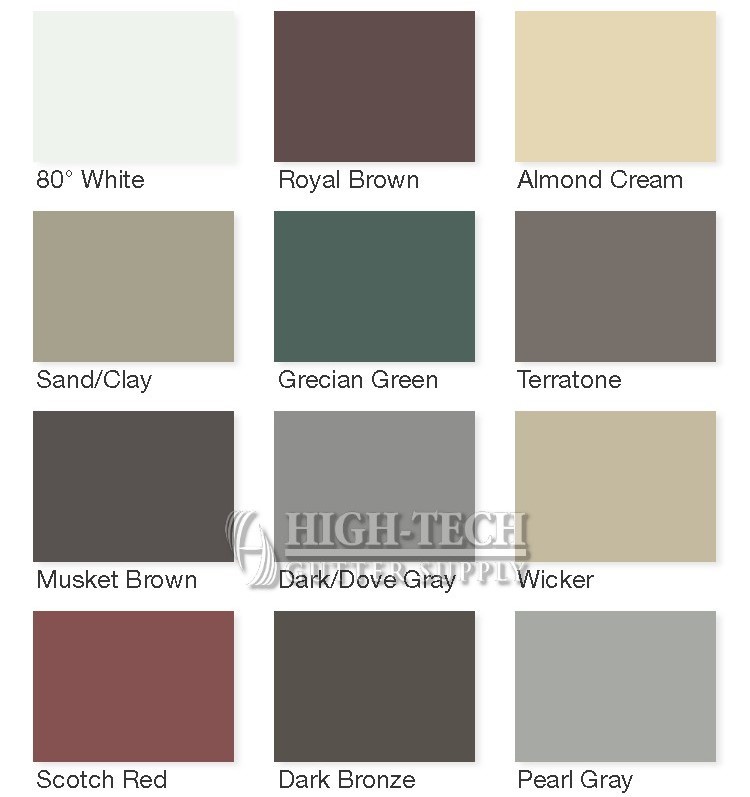 80° White
Royal Brown
Almond Cream
Sand/Clay
Grecian Green
Terratone
HIGH-TECH
GUTTER SUPPLY
Musket Brown
Dark/Dove Gray
Wicker
Scotch Red
Dark Bronze
Pearl Gray